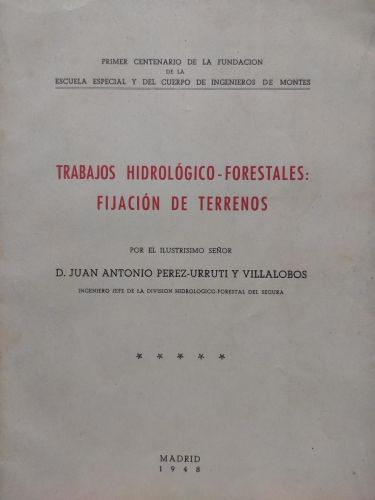 PRIMER CENTENARIO DE LA FUNDACION
DE LA
ESCUELA ESPECIAL Y DEL CUERPO DE INGENIEROS DE MONTES
TRABAJOS HIDROLÓGICO-FORESTALES:
FIJACIÓN DE TERRENOS
POR EL ILUSTRISIMO SEÑOR
D. JUAN ANTONIO PEREZ-URRUTI Y VILLALOBOS
INGENIERO JEFE DE LA DIVISIÓN HIDROLÓGICO-FORESTAL DEL SEGURA
★ ★ ★ ★ ★
MADRID
1948